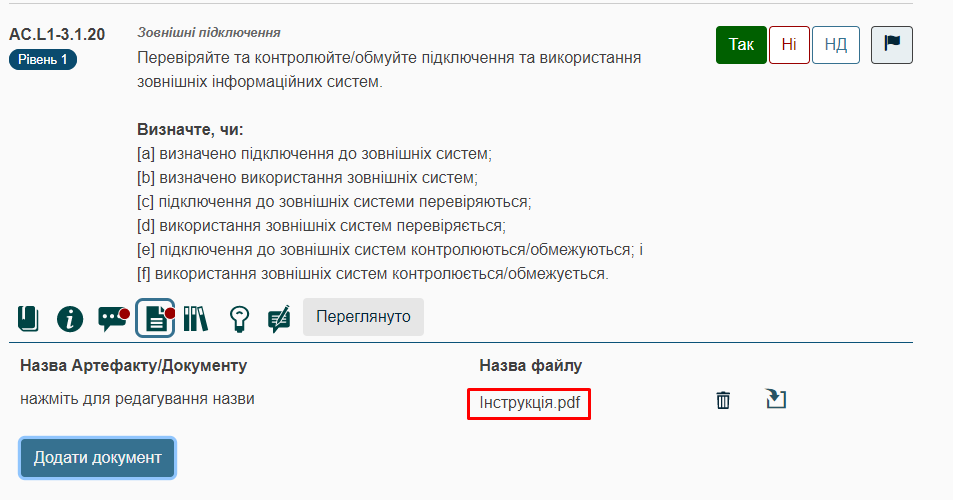 AC.L1-3.1.20
Рівень 1
Зовнішні підключення
Перевіряйте та контролюйте/обмуйте підключення та використання
зовнішніх інформаційних систем.
Так
Ні
НД
Визначте, чи:
[a] визначено підключення до зовнішніх систем;
[b] визначено використання зовнішніх систем;
[c] підключення до зовнішніх системи перевіряються;
[d] використання зовнішніх систем перевіряється;
[e] підключення до зовнішніх систем контролюються/обмежуються; і
[f] використання зовнішніх систем контролюється/обмежується.
Переглянуто
Назва Артефакту/Документу
Назва файлу
нажміть для редагування назви
Інструкція.pdf
Додати документ